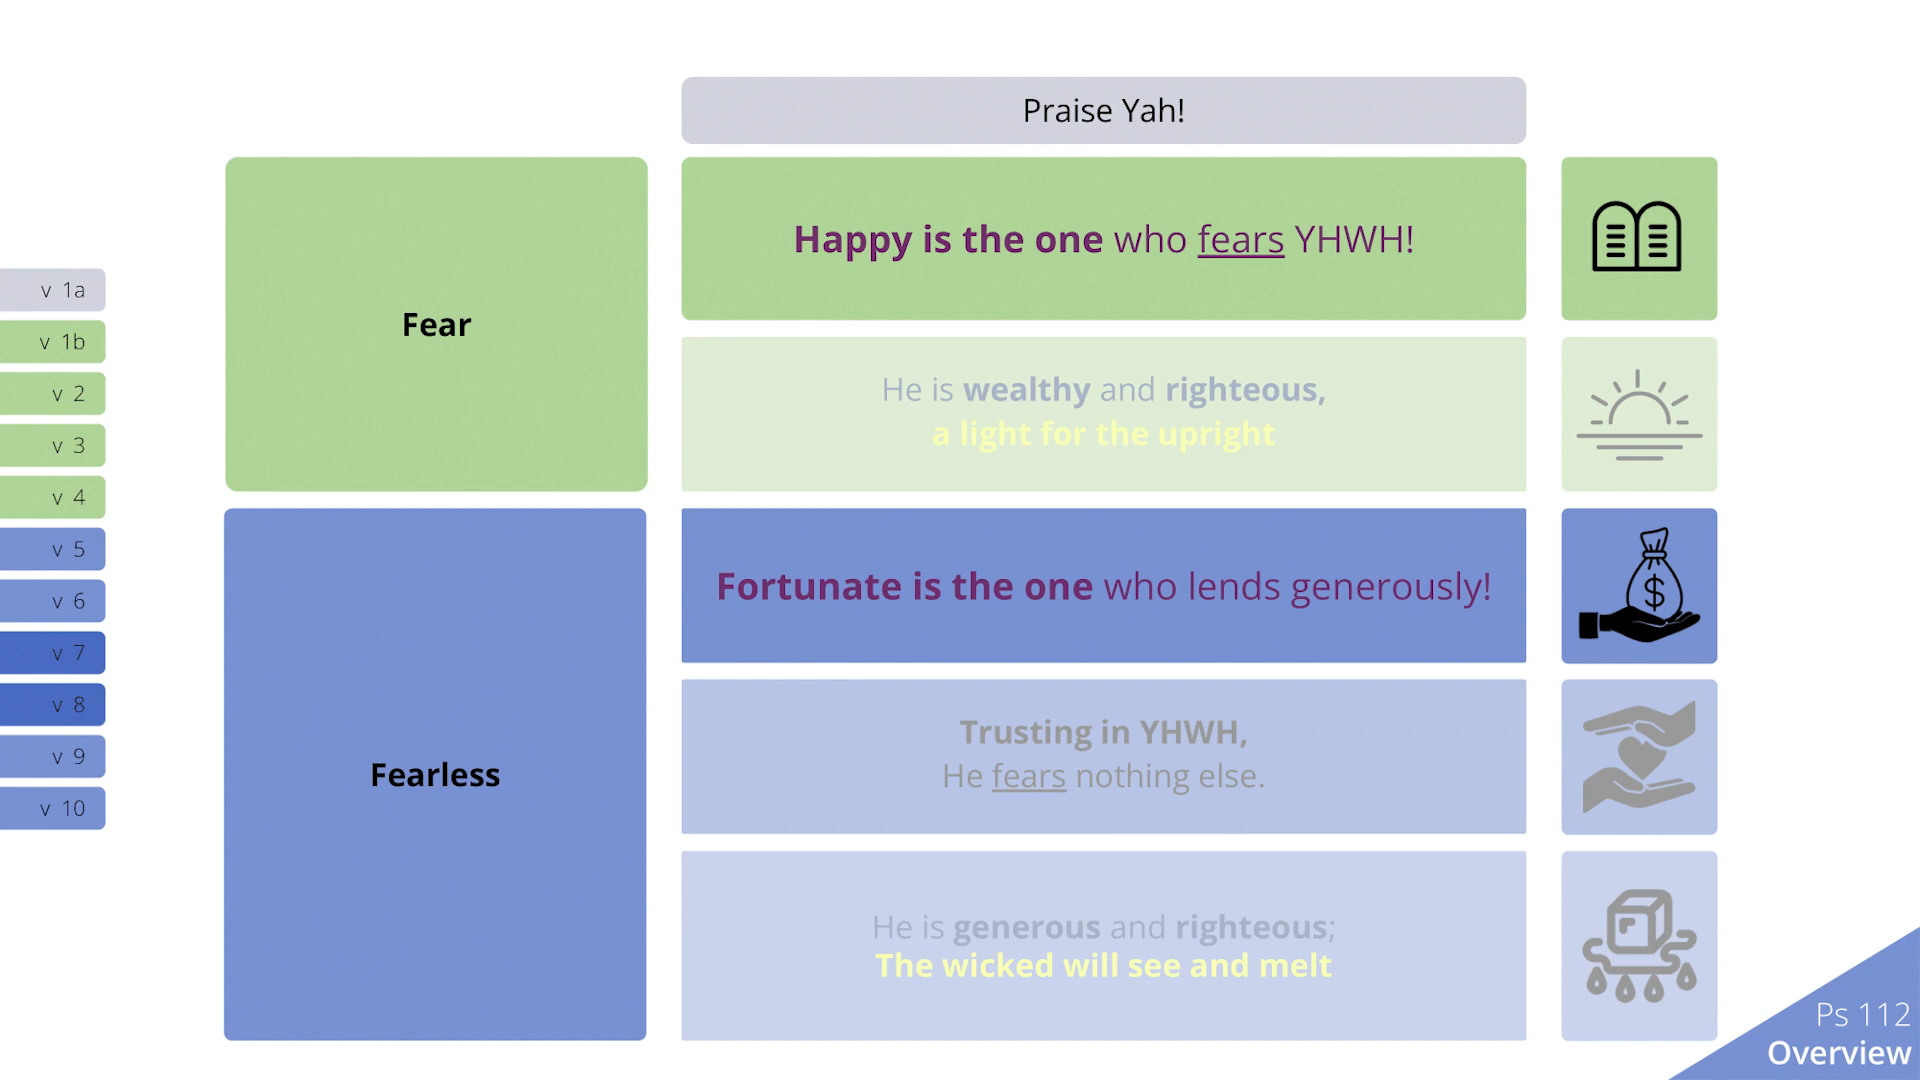 Praise Yah!
Fear
Happy is the one who fears YHWH!
He is wealthy and righteous,
a light for the upright
Fearless
Fortunate is the one who lends generously!
$
Trusting in YHWH,
He fears nothing else.
He is generous and righteous;
The wicked will see and melt
v 1a
v 1b
v 2
v 3
v 4
v 5
v 6
v 7
v 8
v 9
v 10
Ps 112
Overview